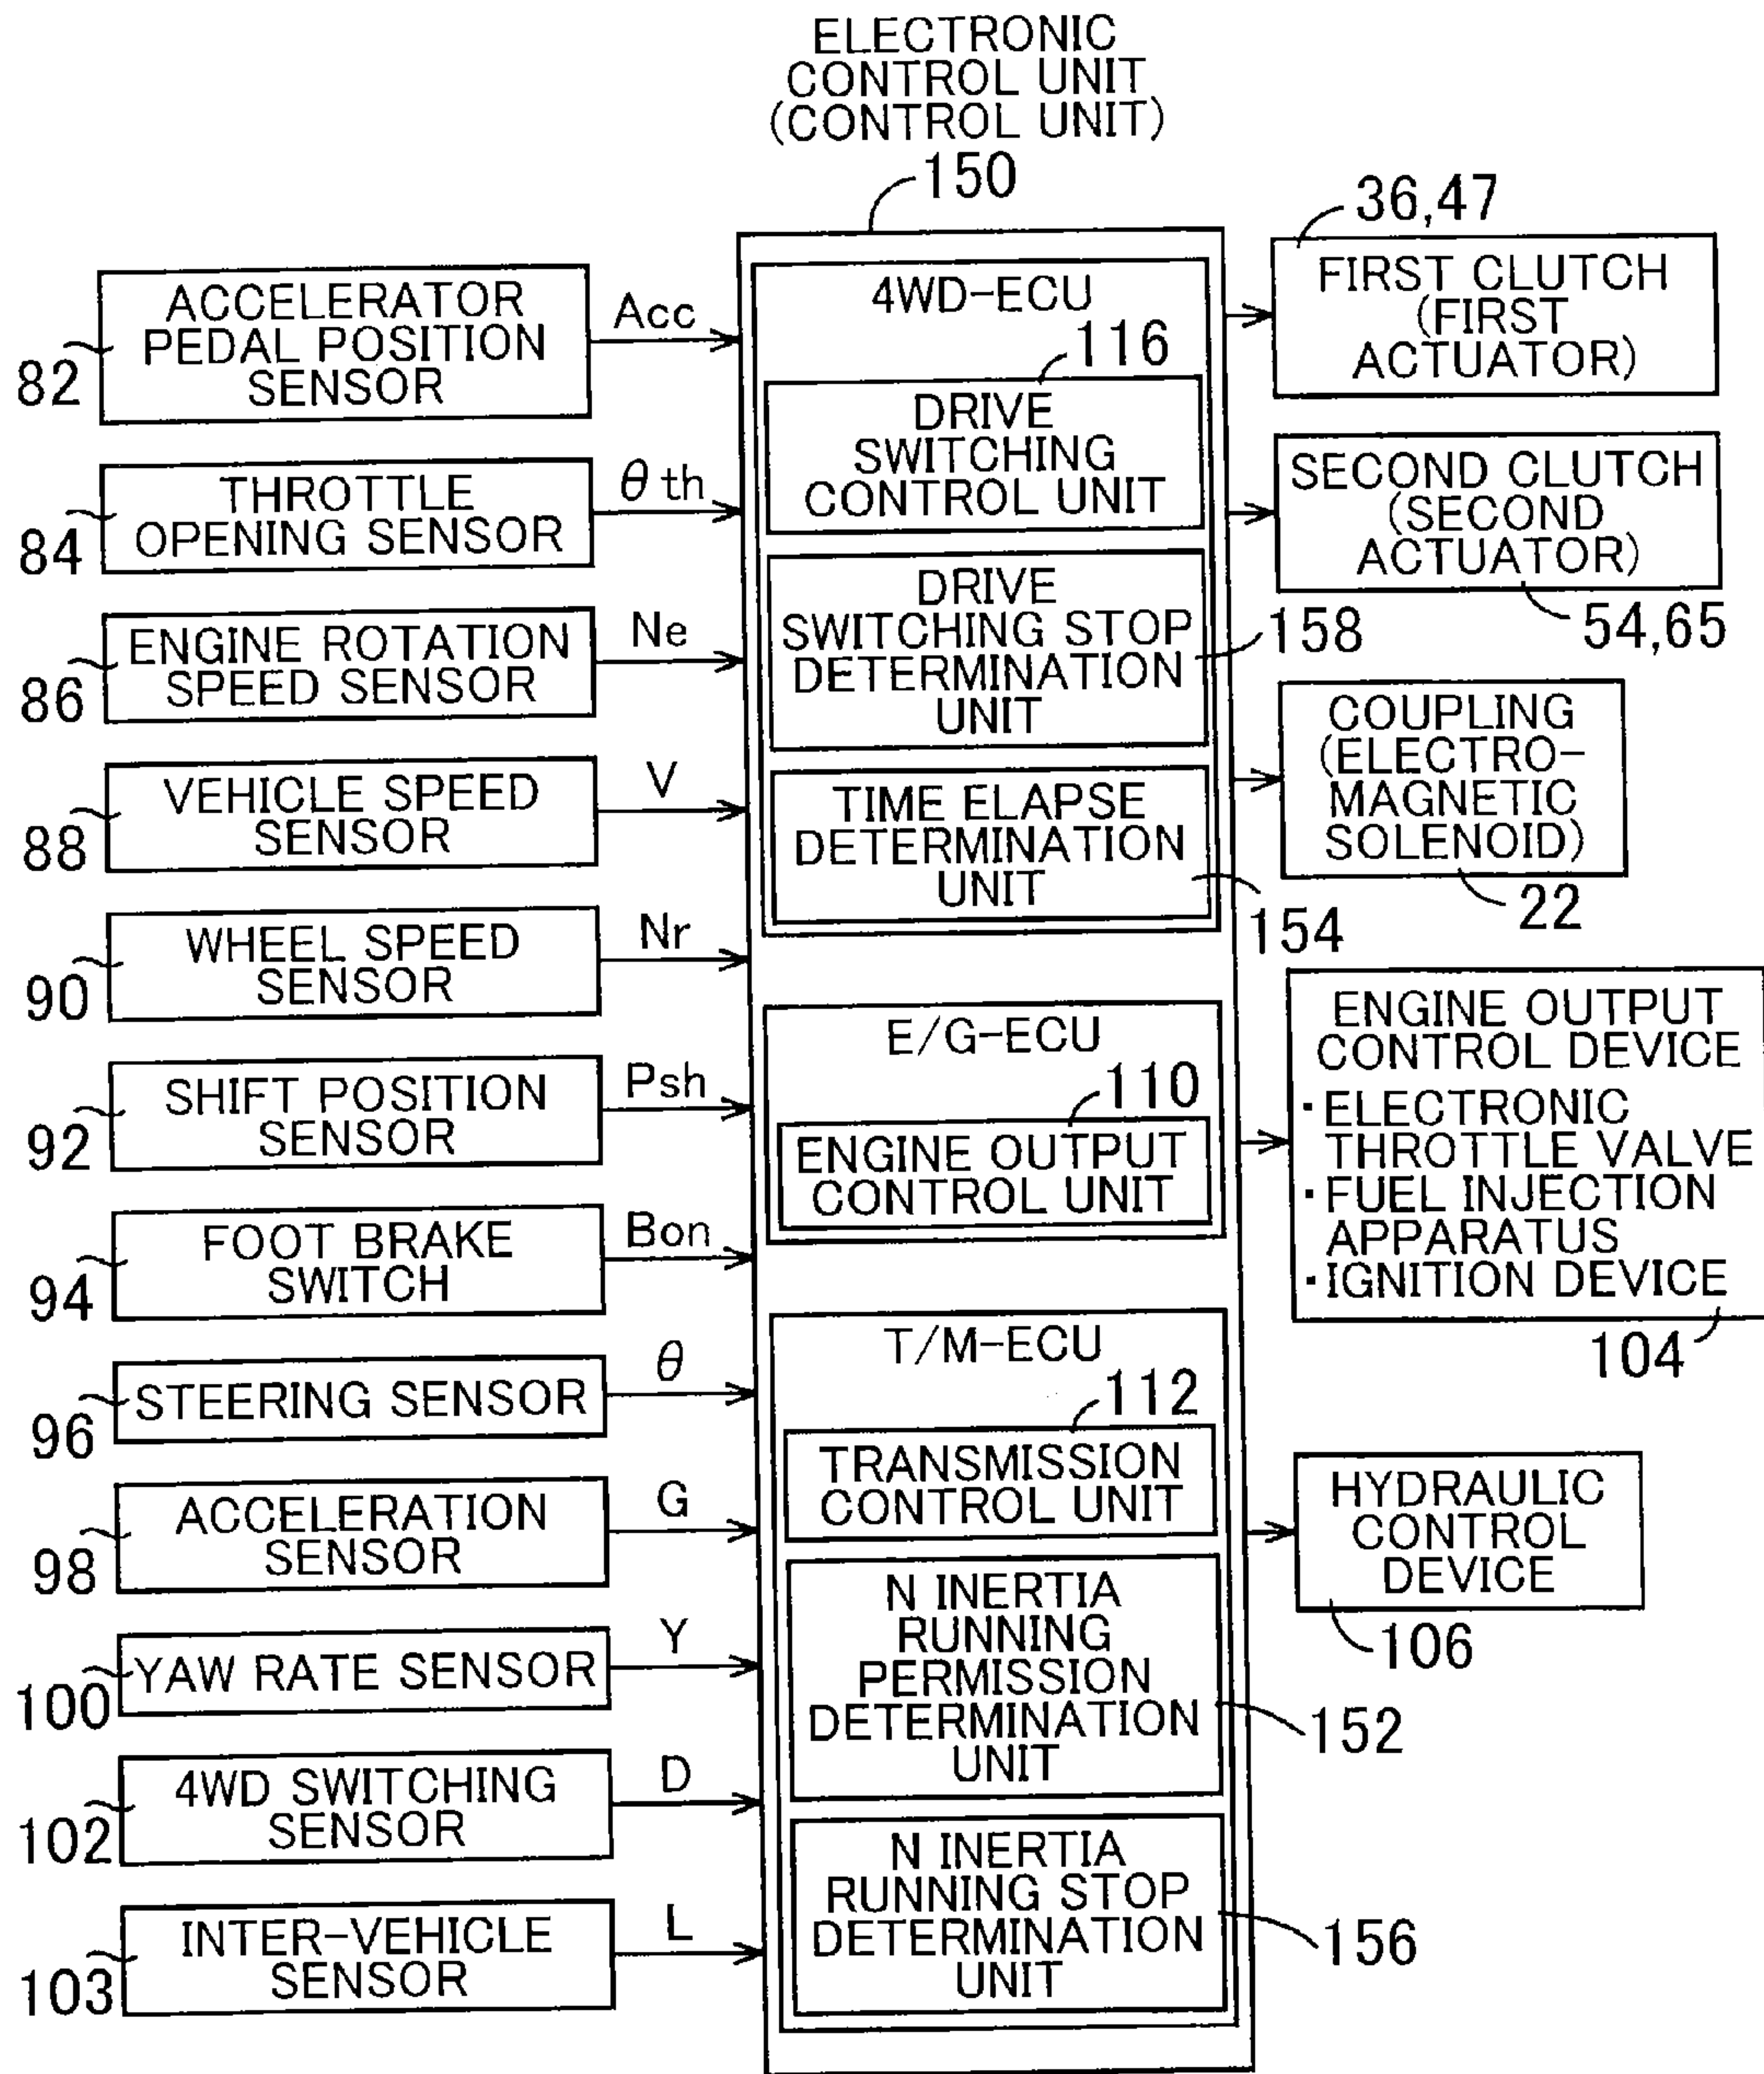 ELECTRONIC
CONTROL UNIT
(CONTROL UNIT)
150
ACCELERATOR
PEDAL POSITION
SENSOR
82
Acc
THROTTLE
OPENING SENSOR
84
θth
ENGINE ROTATION
SPEED SENSOR
86
Ne
VEHICLE SPEED
SENSOR
88
V
WHEEL SPEED
SENSOR
90
Nr
SHIFT POSITION
SENSOR
92
Psh
FOOT BRAKE
SWITCH
94
Bon
STEERING SENSOR
96
θ
ACCELERATION
SENSOR
98
G
YAW RATE SENSOR
100
Y
4WD SWITCHING
SENSOR
102
D
INTER-VEHICLE
SENSOR
103
L
4WD-ECU
116
DRIVE
SWITCHING
CONTROL UNIT
DRIVE
SWITCHING STOP
DETERMINATION
UNIT
158
TIME ELAPSE
DETERMINATION
UNIT
154
E/G-ECU
110
ENGINE OUTPUT
CONTROL UNIT
T/M-ECU
112
TRANSMISSION
CONTROL UNIT
N INERTIA
RUNNING
PERMISSION
DETERMINATION
UNIT
152
N INERTIA
RUNNING STOP
DETERMINATION
UNIT
156
36,47
FIRST CLUTCH
(FIRST
ACTUATOR)
SECOND CLUTCH
(SECOND
ACTUATOR)
54,65
COUPLING
(ELECTRO-
MAGNETIC
SOLENOID)
22
ENGINE OUTPUT
CONTROL DEVICE
・ELECTRONIC
THROTTLE VALVE
・FUEL INJECTION
APPARATUS
・IGNITION DEVICE
104
HYDRAULIC
CONTROL
DEVICE
106